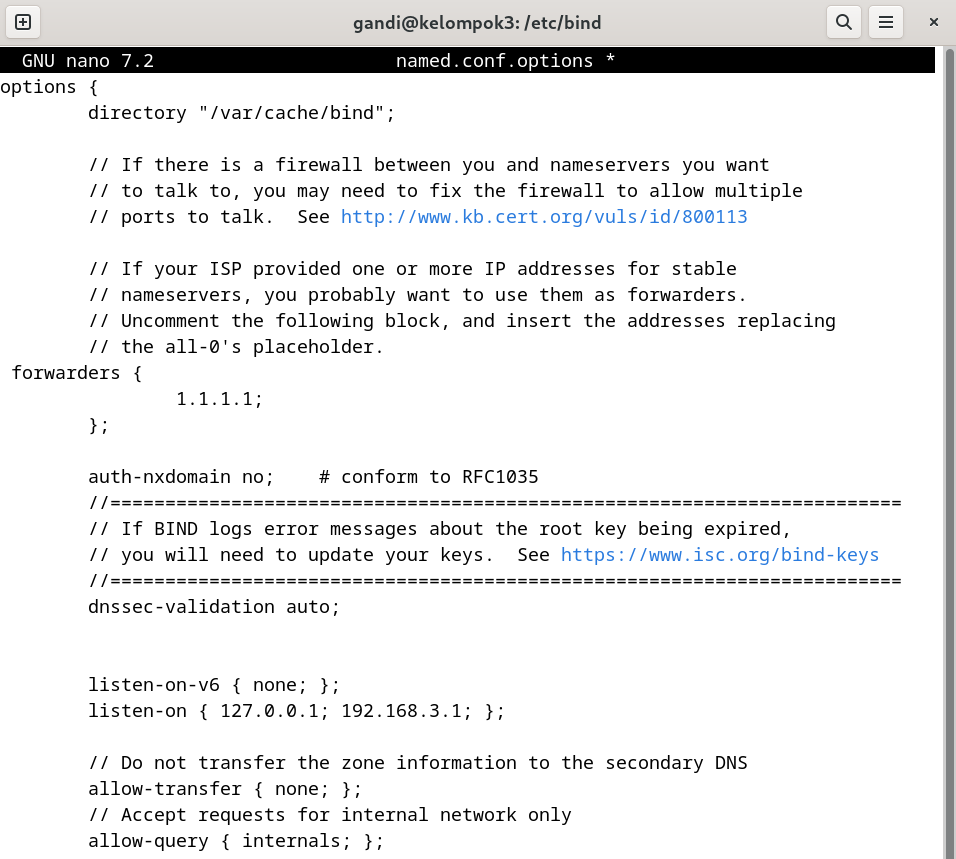 gandi@kelompok3: /etc/bind
GNU nano 7.2 named.conf.options *
options {
directory "/var/cache/bind";
// If there is a firewall between you and nameservers you want
// to talk to, you may need to fix the firewall to allow multiple
// ports to talk.  See http://www.kb.cert.org/vuls/id/800113
// If your ISP provided one or more IP addresses for stable
// nameservers, you probably want to use them as forwarders.
// Uncomment the following block, and insert the addresses replacing
// the all-0's placeholder.
forwarders {
1.1.1.1;
};
auth-nxdomain no;    # conform to RFC1035
//========================================================================
// If BIND logs error messages about the root key being expired,
// you will need to update your keys.  See https://www.isc.org/bind-keys
//========================================================================
dnssec-validation auto;
listen-on-v6 { none; };
listen-on { 127.0.0.1; 192.168.3.1; };
// Do not transfer the zone information to the secondary DNS
allow-transfer { none; };
// Accept requests for internal network only
allow-query { internals; };